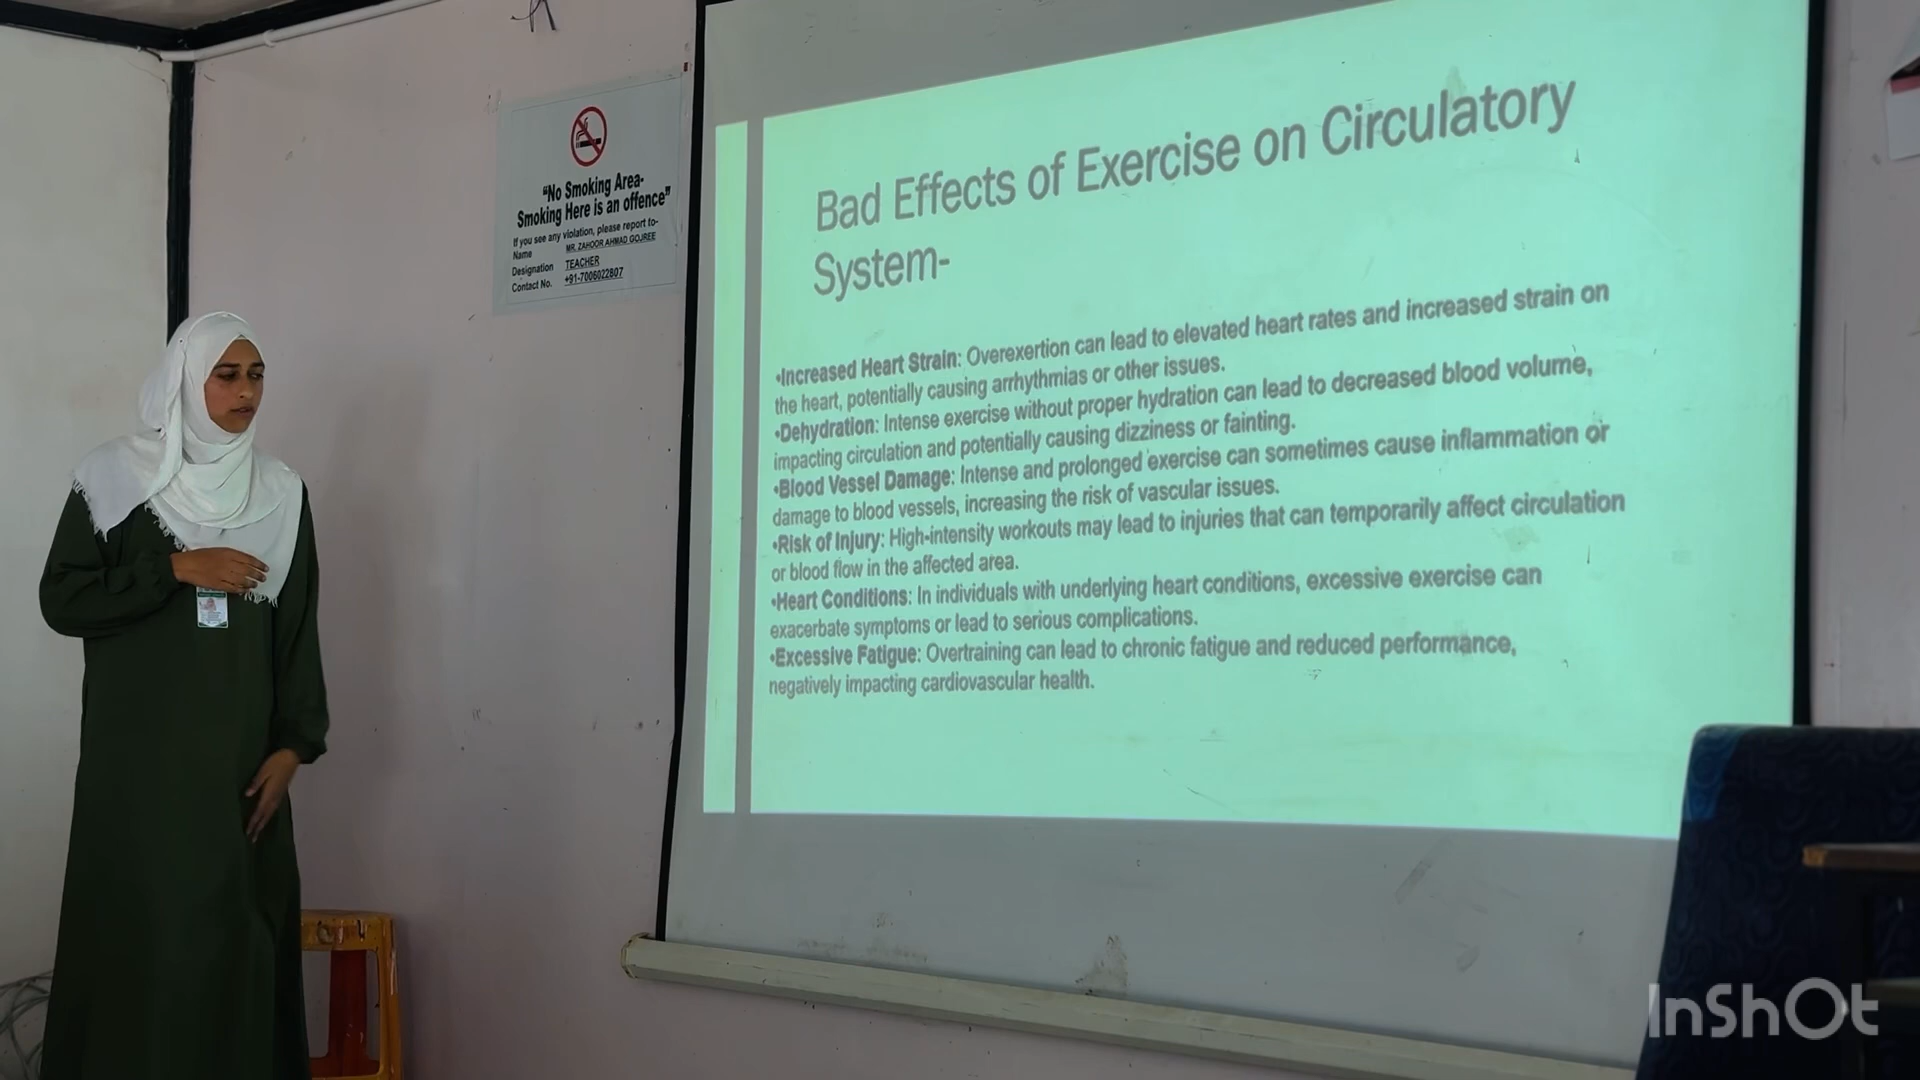 "No Smoking Area-
Smoking Here is an offence"
If you see any violation, please report to-
Name MR. ZAHOOR AHMAD GOJREE
Designation TEACHER
Contact No. +91-7006022807
Bad Effects of Exercise on Circulatory
System-
•Increased Heart Strain: Overexertion can lead to elevated heart rates and increased strain on
the heart, potentially causing arrhythmias or other issues.
•Dehydration: Intense exercise without proper hydration can lead to decreased blood volume,
impacting circulation and potentially causing dizziness or fainting.
•Blood Vessel Damage: Intense and prolonged exercise can sometimes cause inflammation or
damage to blood vessels, increasing the risk of vascular issues.
•Risk of Injury: High-intensity workouts may lead to injuries that can temporarily affect circulation
or blood flow in the affected area.
•Heart Conditions: In individuals with underlying heart conditions, excessive exercise can
exacerbate symptoms or lead to serious complications.
•Excessive Fatigue: Overtraining can lead to chronic fatigue and reduced performance,
negatively impacting cardiovascular health.
InShOt